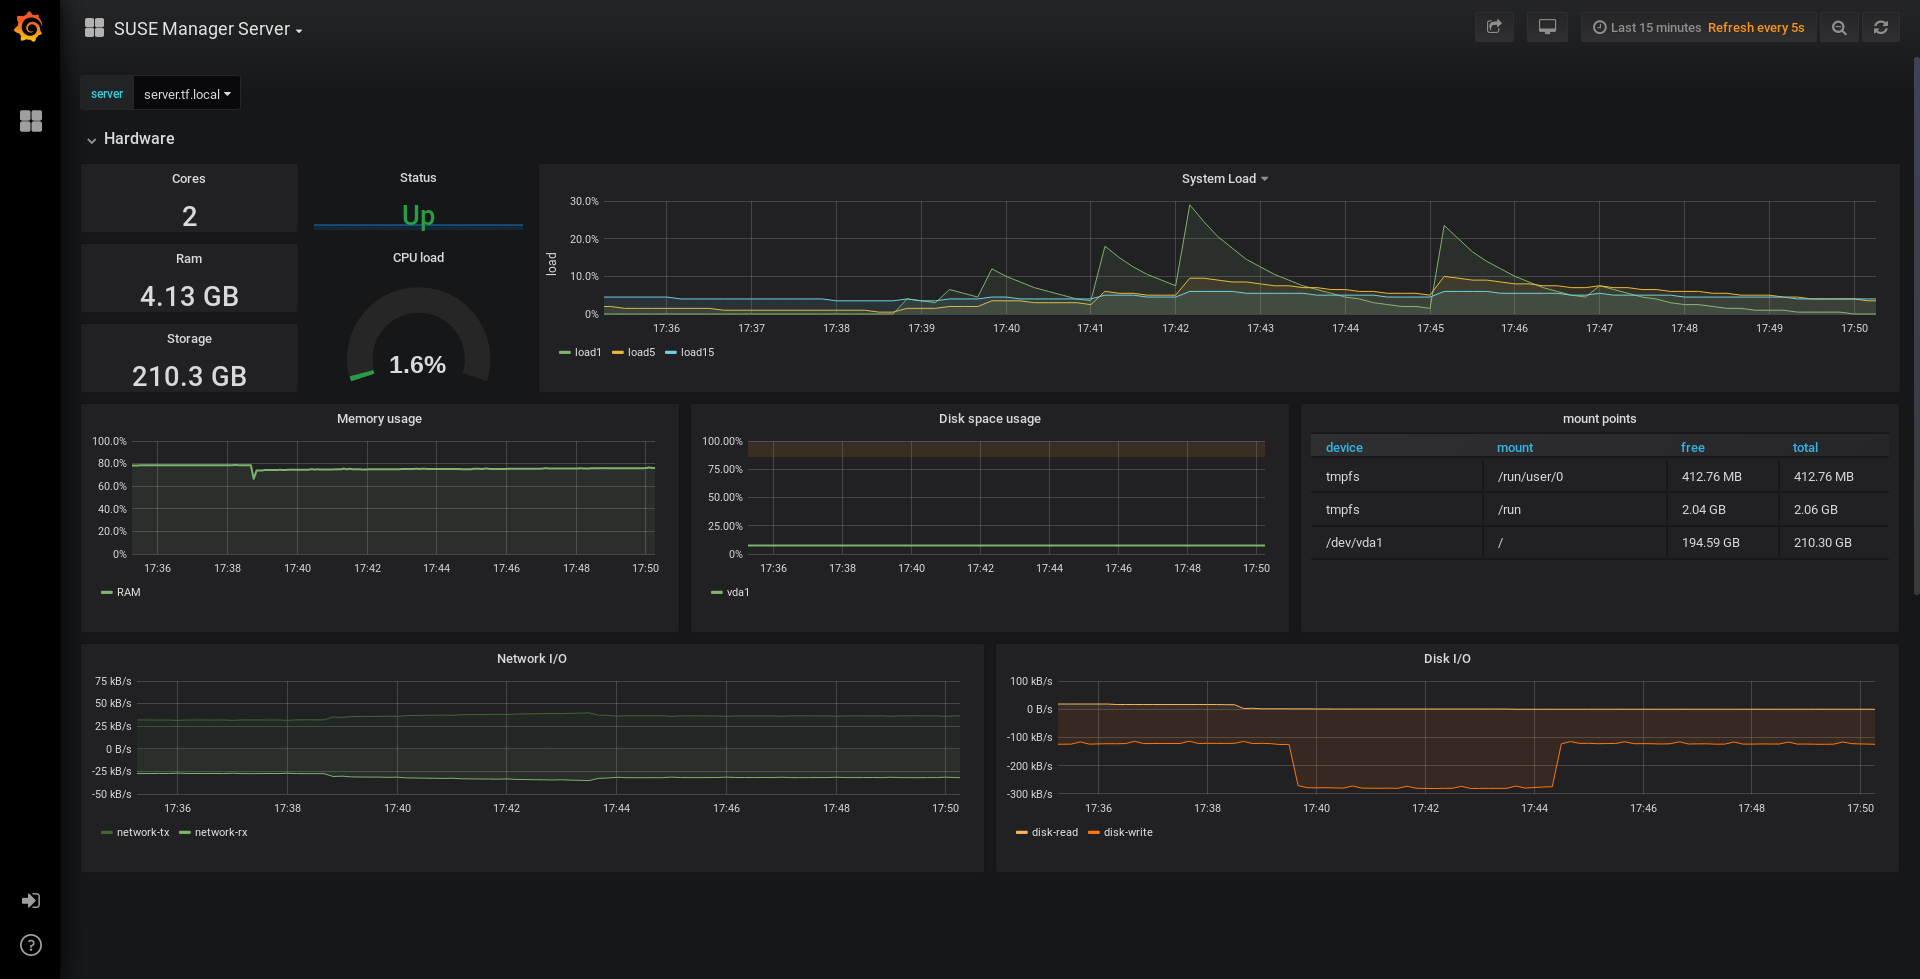 SUSE Manager Server
Last 15 minutes Refresh every 5s
server server.tf.local
Hardware
Cores
2
Ram
4.13 GB
Storage
210.3 GB
Status
Up
CPU load
1.6%
System Load
load
30.0%
20.0%
10.0%
0%
17:36 17:37 17:38 17:39 17:40 17:41 17:42 17:43 17:44 17:45 17:46 17:47 17:48 17:49 17:50
load1 load5 load15
Memory usage
100.0%
80.0%
60.0%
40.0%
20.0%
0%
17:36 17:38 17:40 17:42 17:44 17:46 17:48 17:50
RAM
Disk space usage
100.00%
75.00%
50.00%
25.00%
0%
17:36 17:38 17:40 17:42 17:44 17:46 17:48 17:50
vda1
mount points
device mount free total
tmpfs /run/user/0 412.76 MB 412.76 MB
tmpfs /run 2.04 GB 2.06 GB
/dev/vda1 / 194.59 GB 210.30 GB
Network I/O
75 kB/s
50 kB/s
25 kB/s
0 B/s
-25 kB/s
-50 kB/s
17:36 17:38 17:40 17:42 17:44 17:46 17:48 17:50
network-tx network-rx
Disk I/O
100 kB/s
0 B/s
-100 kB/s
-200 kB/s
-300 kB/s
17:36 17:38 17:40 17:42 17:44 17:46 17:48 17:50
disk-read disk-write
?